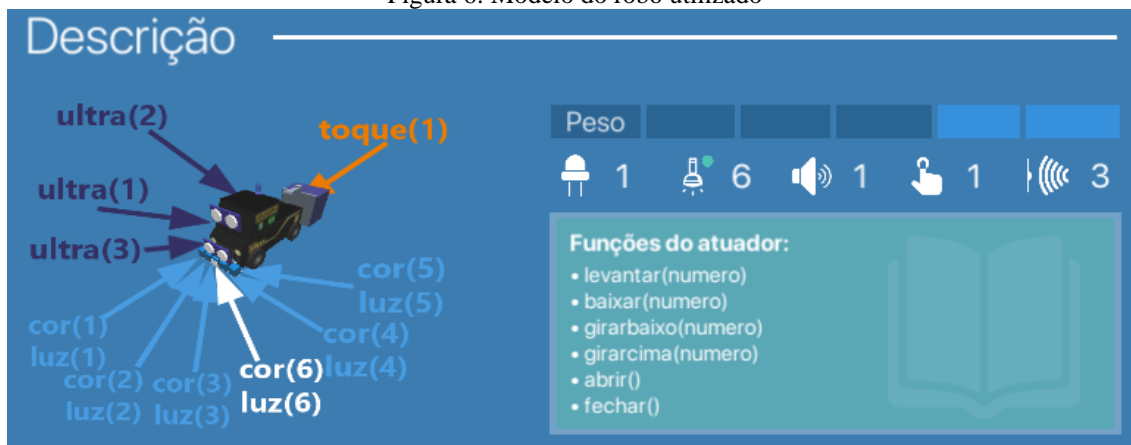 Figura 6: Modelo do robô utilizado
Descrição
ultra(2)
toque(1)
ultra(1)
ultra(3)
cor(5)
luz(5)
cor(1)
luz(1)
cor(4)
luz(4)
cor(2)
luz(2)
cor(3)
luz(3)
cor(6)
luz(6)
Peso
1 6 1 1 3
Funções do atuador:
• levantar(numero)
• baixar(numero)
• girarbaixo(numero)
• girarcima(numero)
• abrir()
• fechar()